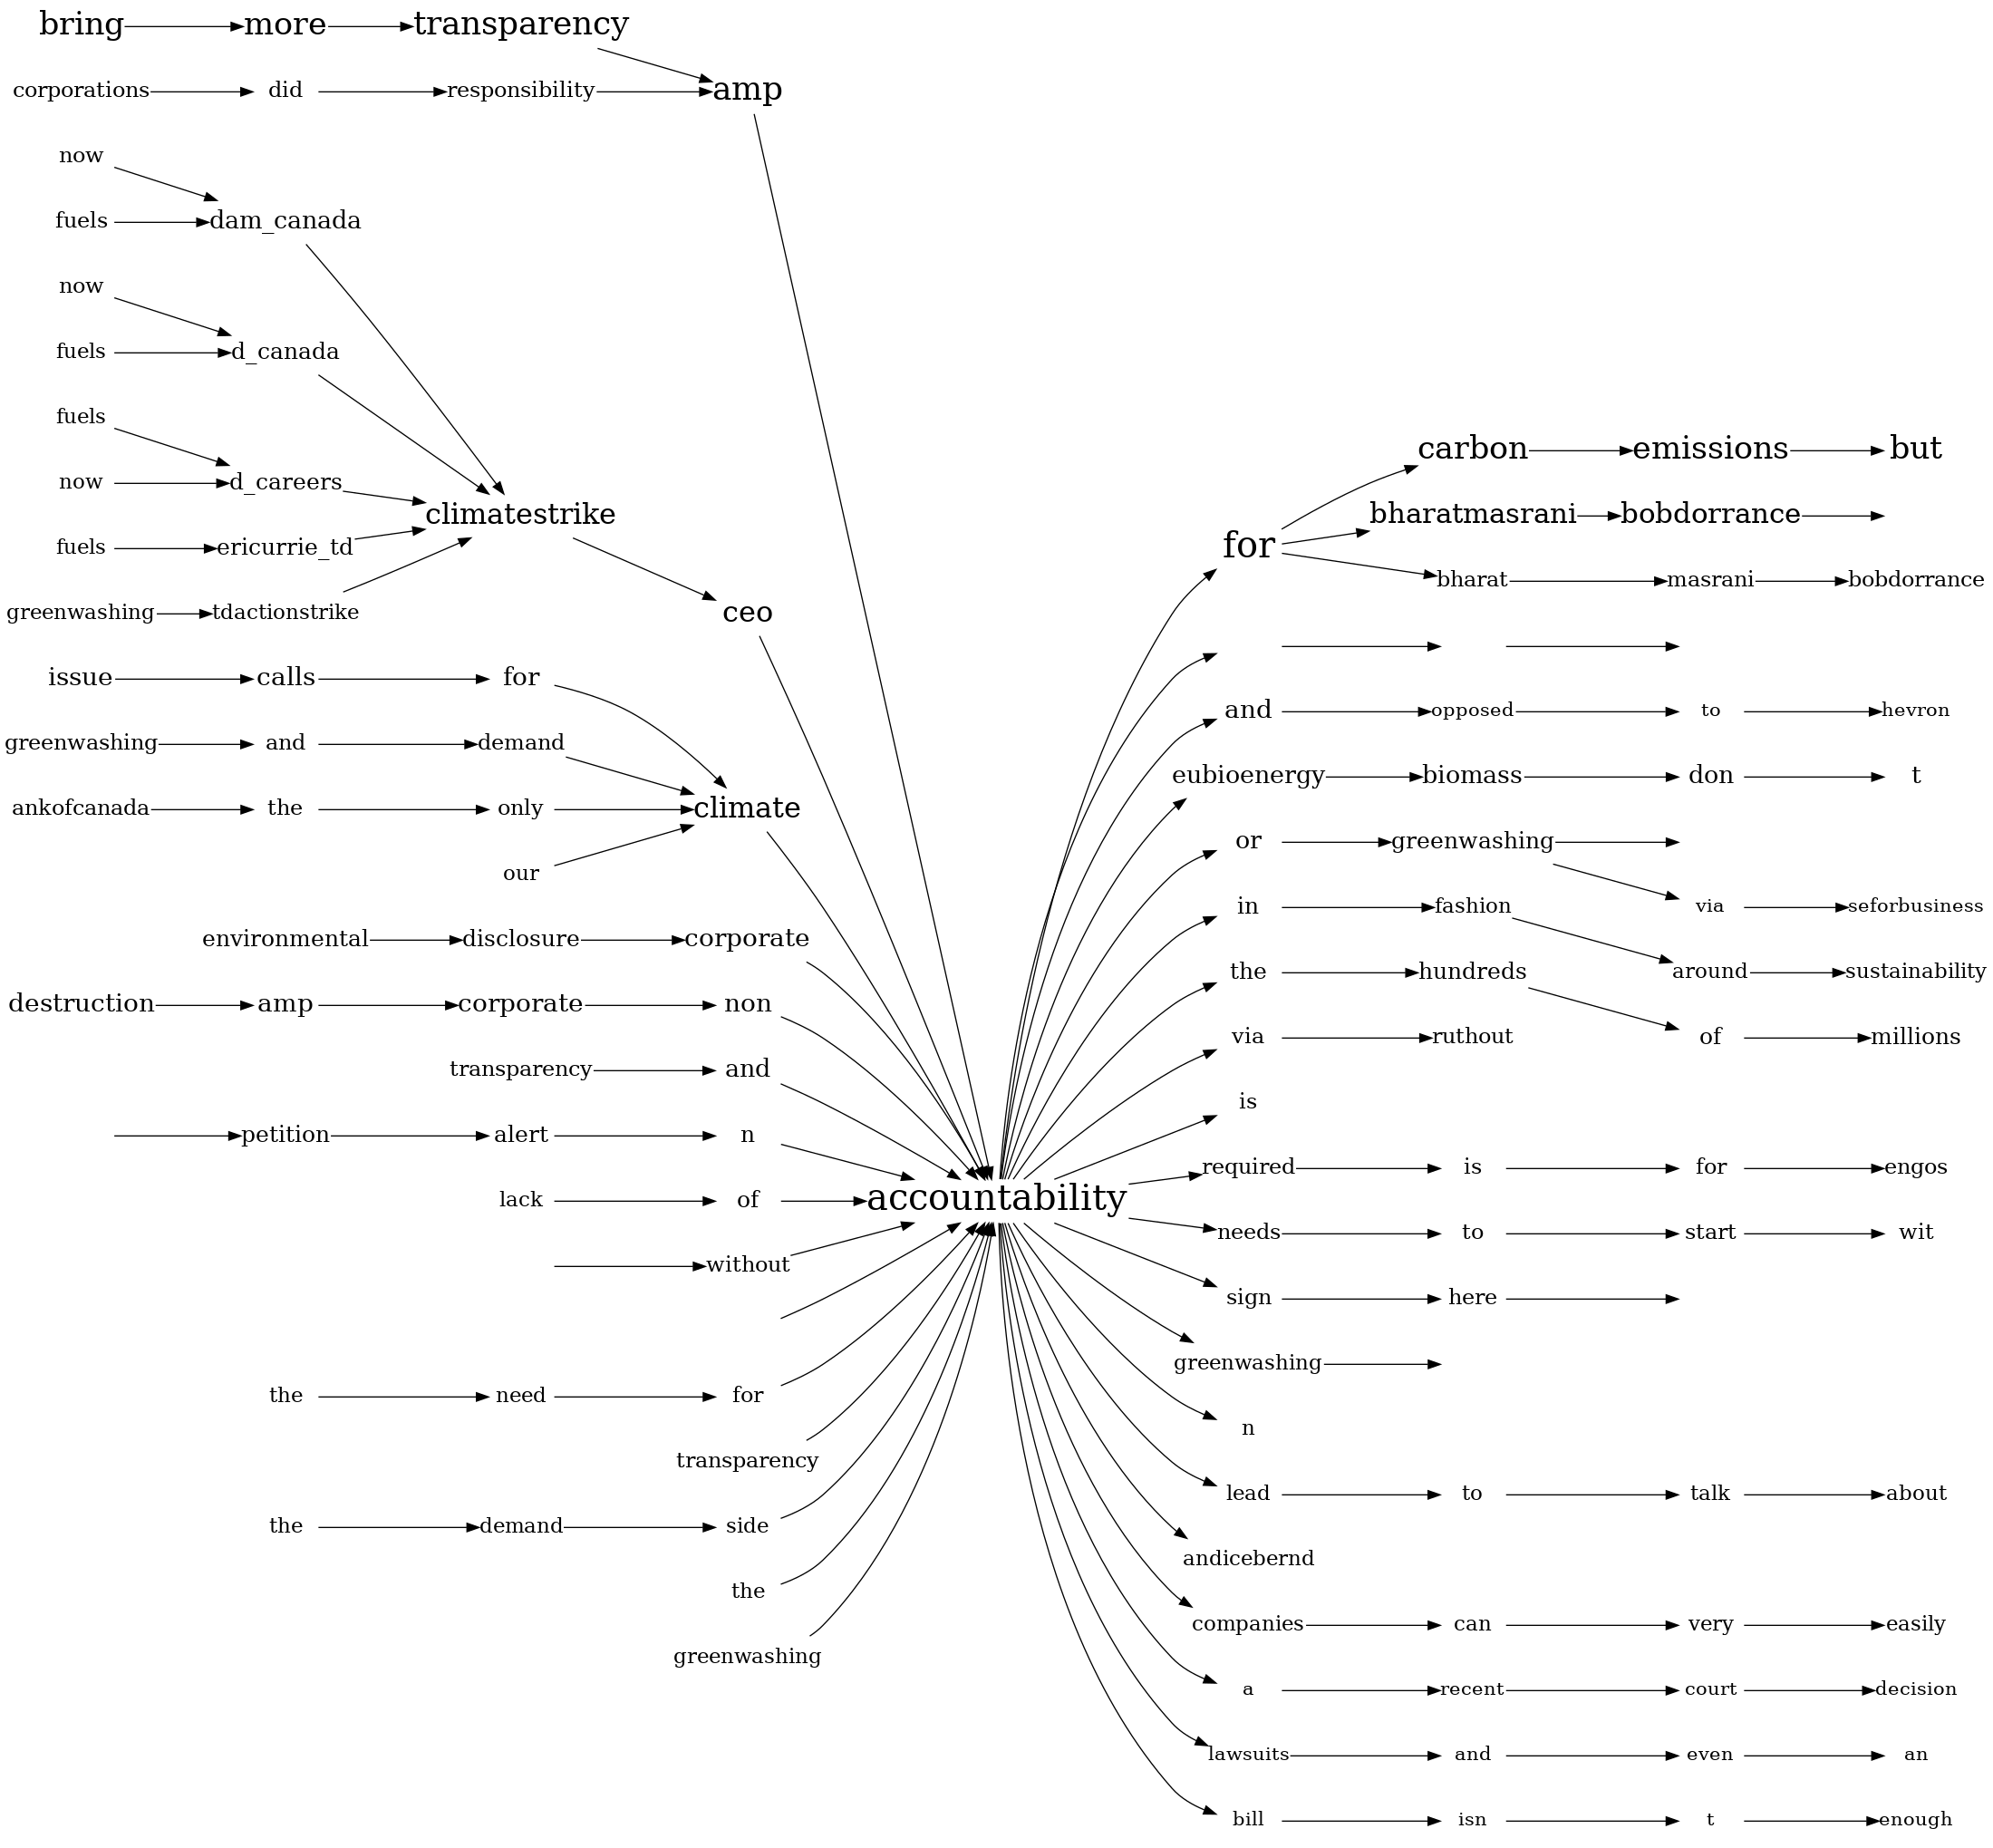 bring more transparency
corporations did responsibility amp
now
fuels dam_canada
now
fuels d_canada
fuels
now d_careers
climatestrike
fuels ericurrie_td
greenwashing tdactionstrike ceo
issue calls for
greenwashing and demand
ankofcanada the only climate
our
environmental disclosure corporate
destruction amp corporate non
transparency and
petition alert n
lack of
without
the need for
transparency
the demand side
the
greenwashing
accountability
carbon emissions but
for bharatmasrani bobdorrance
bharat masrani bobdorrance
and opposed to hevron
eubioenergy biomass don t
or greenwashing
via seforbusiness
in fashion
around sustainability
the hundreds
of millions
via ruthout
is
required is for engos
needs to start wit
sign here
greenwashing
n
lead to talk about
andicebernd
companies can very easily
a recent court decision
lawsuits and even an
bill isn t enough